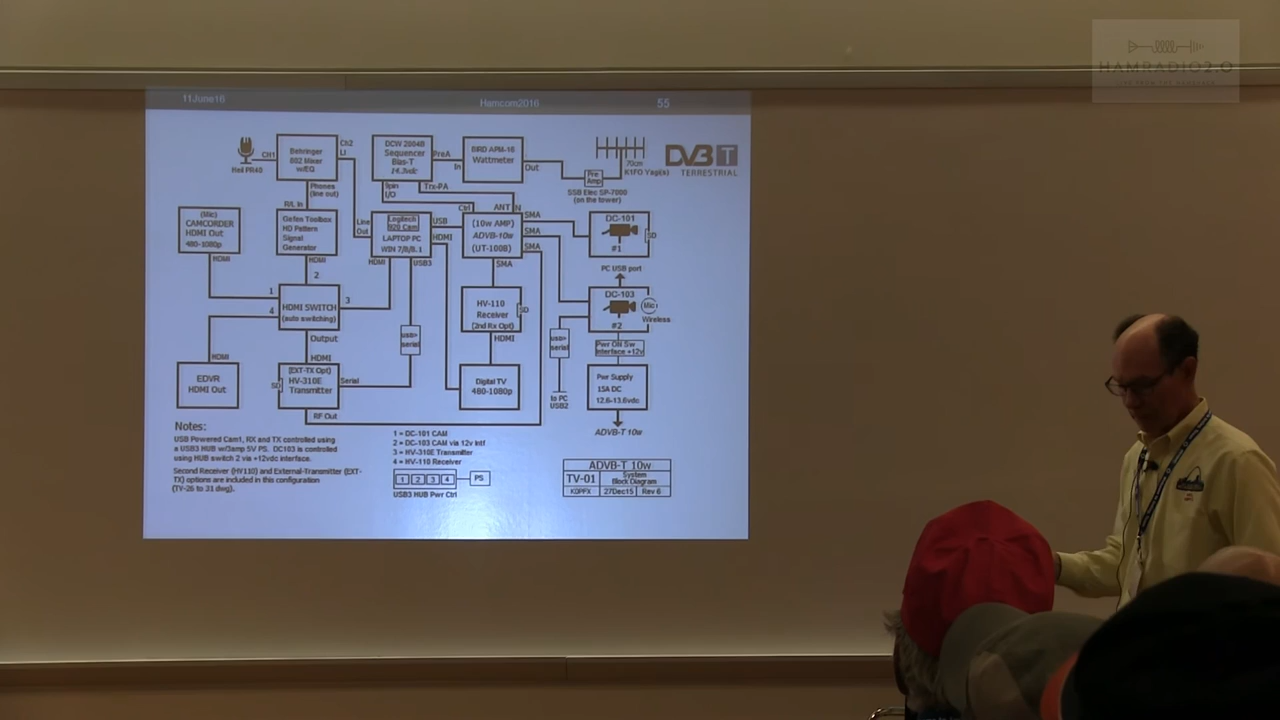 HAMRADIO2.O
11June16
Hamcom2016
55
Heil PR40
CH1
Behringer
802 Mixer
w/EQ
Ch2
LI
Phones
(line out)
R/L In
DCW 2004B
Sequencer
Bias-T
14.3vdc
PreA
In
9pin
I/O
Trx-PA
BIRD APM-16
Wattmeter
Out
Pre
Amp
70cm
K1FO Yagi(s)
SSB Elec SP-7000
(on the tower)
DVB T
TERRESTRIAL
(Mic)
CAMCORDER
HDMI Out
480-1080p
HDMI
Gefen Toolbox
HD Pattern
Signal
Generator
HDMI
Line
Out
Logitech
920 Cam
LAPTOP PC
WIN 7/8/8.1
USB
HDMI
HDMI
USB3
Ctrl
ANT IN
(10w AMP)
ADVB-10w
(UT-100B)
SMA
SMA
SMA
SMA
DC-101
#1
SD
PC USB port
DC-103
#2
Mic
Wireless
1
2
3
4
HDMI SWITCH
(auto switching)
Output
HDMI
HV-110
Receiver
(2nd Rx Opt)
SD
HDMI
usb>
serial
usb>
serial
Pwr ON Sw
Interface +12v
HDMI
EDVR
HDMI Out
SD
(EXT-TX Opt)
HV-310E
Transmitter
Serial
RF Out
Digital TV
480-1080p
to PC
USB2
Pwr Supply
15A DC
12.6-13.6vdc
ADVB-T 10w
Notes:
USB Powered Cam1, RX and TX controlled using
a USB3 HUB w/3amp 5V PS. DC103 is controlled
using HUB switch 2 via +12vdc interface.
Second Receiver (HV110) and External-Transmitter (EXT-
TX) options are included in this configuration
(TV-26 to 31 dwg).
1 = DC-101 CAM
2 = DC-103 CAM via 12v Intf
3 = HV-310E Transmitter
4 = HV-110 Receiver
1 2 3 4
PS
USB3 HUB Pwr Ctrl
ADVB-T 10w
TV-01
System
Block Diagram
K0PFX
27Dec15
Rev 6